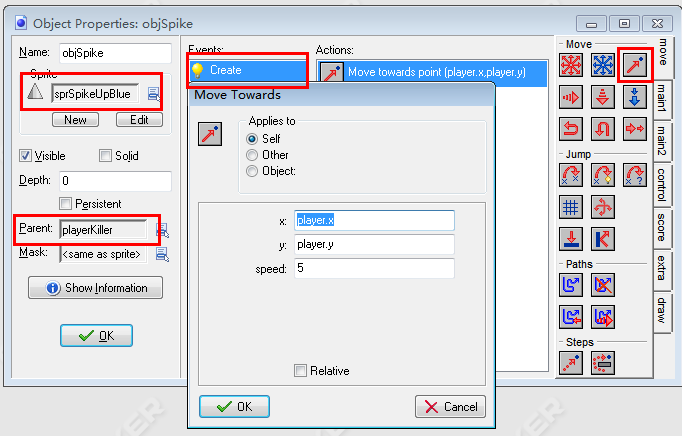 Object Properties: objSpike
Name: objSpike
Sprite
sprSpikeUpBlue
New Edit
Visible Solid
Depth: 0
Persistent
Parent: playerKiller
Mask: <same as sprite>
Show Information
OK
Events:
Create
Actions:
Move towards point (player.x,player.y)
Move Towards
Applies to
Self
Other
Object:
x: player.x
y: player.y
speed: 5
Relative
OK Cancel
Move
Jump
Paths
Steps
move
main1
main2
control
score
extra
draw